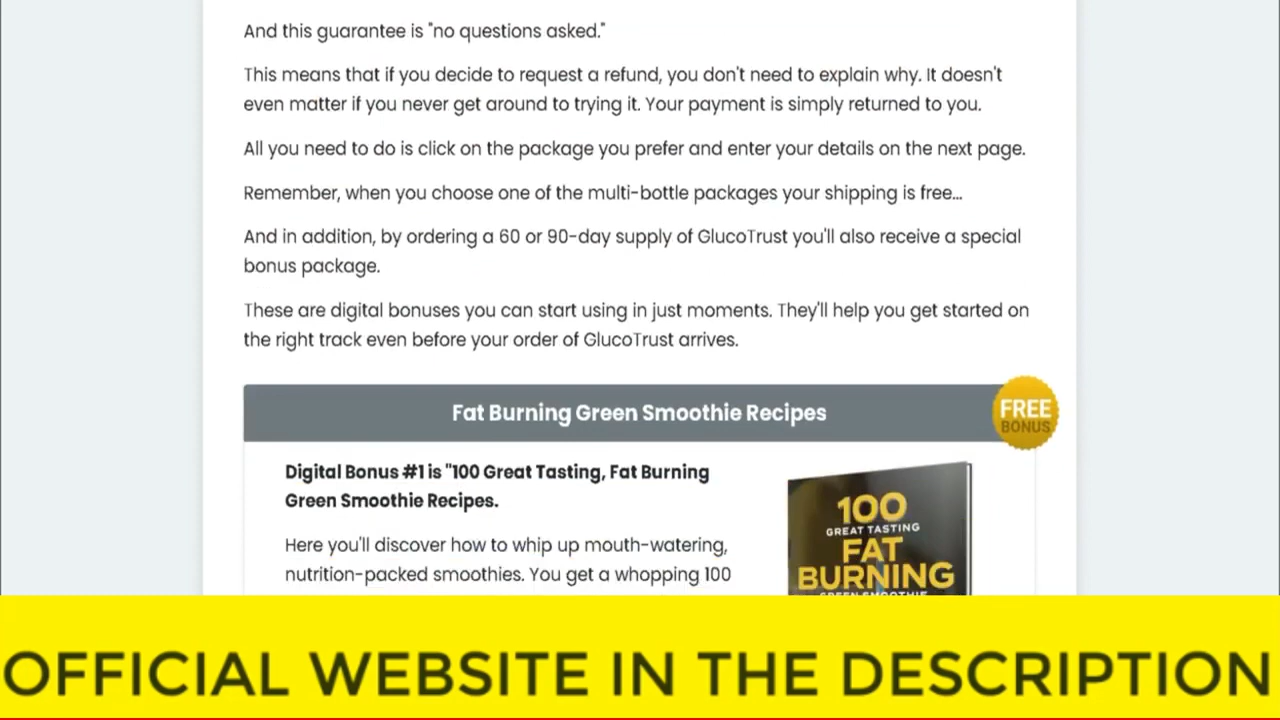 And this guarantee is "no questions asked."
This means that if you decide to request a refund, you don't need to explain why. It doesn't
even matter if you never get around to trying it. Your payment is simply returned to you.
All you need to do is click on the package you prefer and enter your details on the next page.
Remember, when you choose one of the multi-bottle packages your shipping is free...
And in addition, by ordering a 60 or 90-day supply of GlucoTrust you'll also receive a special
bonus package.
These are digital bonuses you can start using in just moments. They'll help you get started on
the right track even before your order of GlucoTrust arrives.
Fat Burning Green Smoothie Recipes
FREE
BONUS
Digital Bonus #1 is "100 Great Tasting, Fat Burning
Green Smoothie Recipes.
Here you'll discover how to whip up mouth-watering,
nutrition-packed smoothies. You get a whopping 100
100
GREAT TASTING
FAT
BURNING
GREEN SMOOTHIE
OFFICIAL WEBSITE IN THE DESCRIPTION